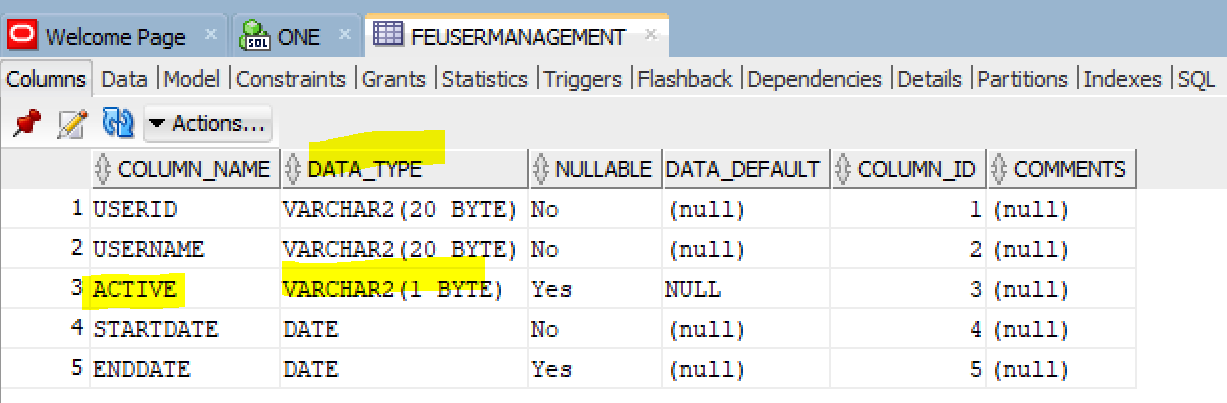 Welcome Page × SQL ONE × FEUSERMANAGEMENT ×
Columns Data |Model |Constraints |Grants |Statistics |Triggers |Flashback |Dependencies |Details |Partitions |Indexes |SQL
Actions...
COLUMN_NAME DATA_TYPE NULLABLE DATA_DEFAULT COLUMN_ID COMMENTS
1 USERID VARCHAR2(20 BYTE) No (null) 1 (null)
2 USERNAME VARCHAR2(20 BYTE) No (null) 2 (null)
3 ACTIVE VARCHAR2(1 BYTE) Yes NULL 3 (null)
4 STARTDATE DATE No (null) 4 (null)
5 ENDDATE DATE Yes (null) 5 (null)